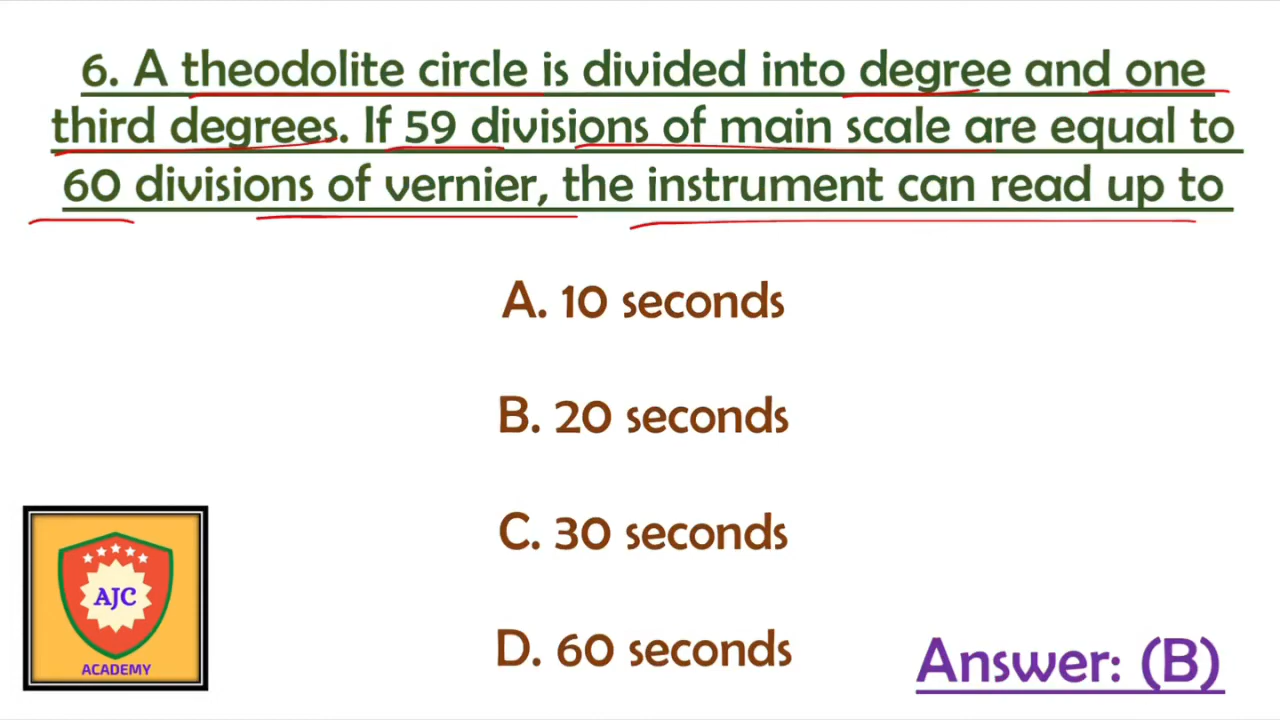 6. A theodolite circle is divided into degree and one
third degrees. If 59 divisions of main scale are equal to
60 divisions of vernier, the instrument can read up to
A. 10 seconds
B. 20 seconds
C. 30 seconds
D. 60 seconds
AJC
ACADEMY
Answer: (B)